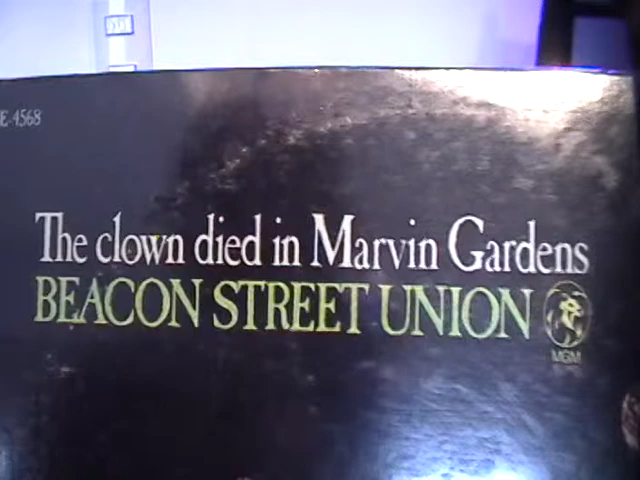 E-4568
The clown died in Marvin Gardens
BEACON STREET UNION
MGM